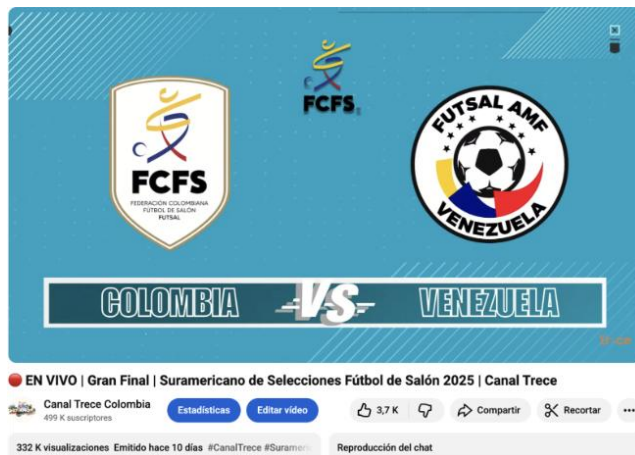 FCFS
FCFS
FEDERACIÓN COLOMBIANA
FÚTBOL DE SALÓN
FUTSAL
FUTSAL AMF
VENEZUELA
COLOMBIA VS VENEZUELA
EN VIVO | Gran Final | Suramericano de Selecciones Fútbol de Salón 2025 | Canal Trece
Canal Trece Colombia
499 K suscriptores
Estadísticas
Editar vídeo
3,7 K
Compartir
Recortar
332 K visualizaciones Emitido hace 10 días #CanalTrece #Surameri
Reproducción del chat